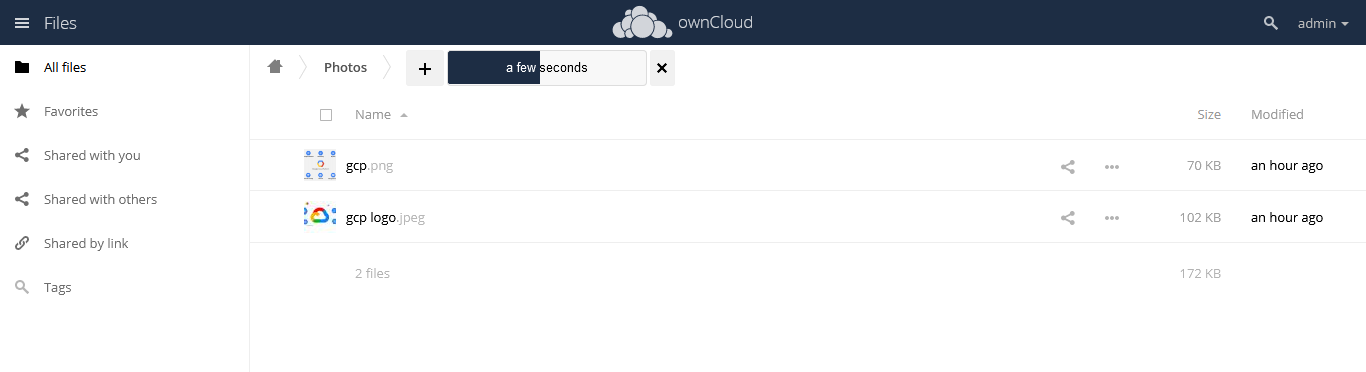 Files
ownCloud
admin
All files
Photos
+
a few seconds
Favorites
Name
Size
Modified
Shared with you
gcp.png
70 KB
an hour ago
Shared with others
gcp logo.jpeg
102 KB
an hour ago
Shared by link
2 files
172 KB
Tags